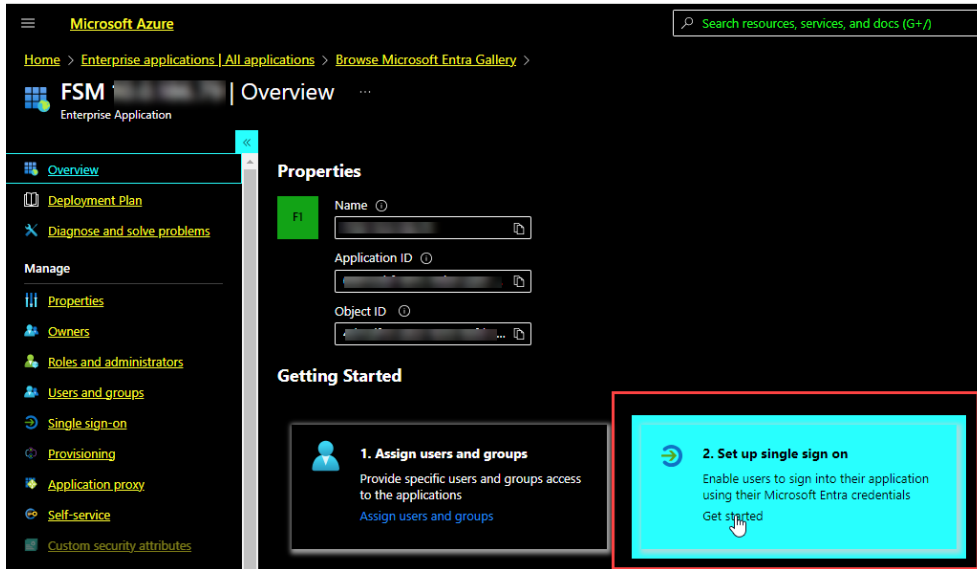 Microsoft Azure
Search resources, services, and docs (G+/)
Home > Enterprise applications | All applications > Browse Microsoft Entra Gallery >
FSM | Overview ...
Enterprise Application
«
Overview
Deployment Plan
Diagnose and solve problems
Manage
Properties
Owners
Roles and administrators
Users and groups
Single sign-on
Provisioning
Application proxy
Self-service
Custom security attributes
Properties
F1
Name
Application ID
Object ID
...
Getting Started
1. Assign users and groups
Provide specific users and groups access
to the applications
Assign users and groups
2. Set up single sign on
Enable users to sign into their application
using their Microsoft Entra credentials
Get started